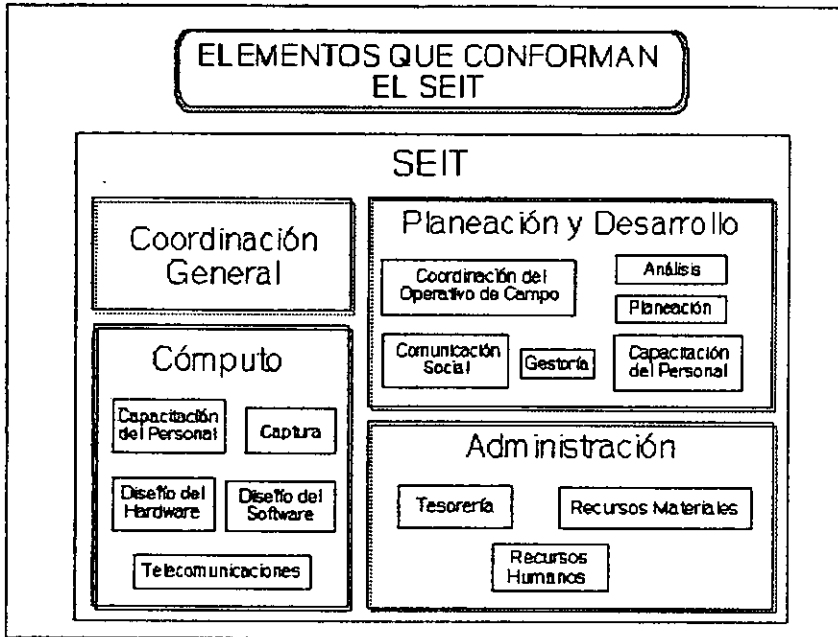 ELEMENTOS QUE CONFORMAN
EL SEIT
SEIT
Coordinación
General
Planeación y Desarrollo
Coordinación del
Operativo de Campo
Análisis
Planeación
Comunicación
Social
Gestoría
Capacitación
del Personal
Cómputo
Capacitación
del Personal
Captura
Diseño del
Hardware
Diseño del
Software
Telecomunicaciones
Administración
Tesorería
Recursos Materiales
Recursos
Humanos